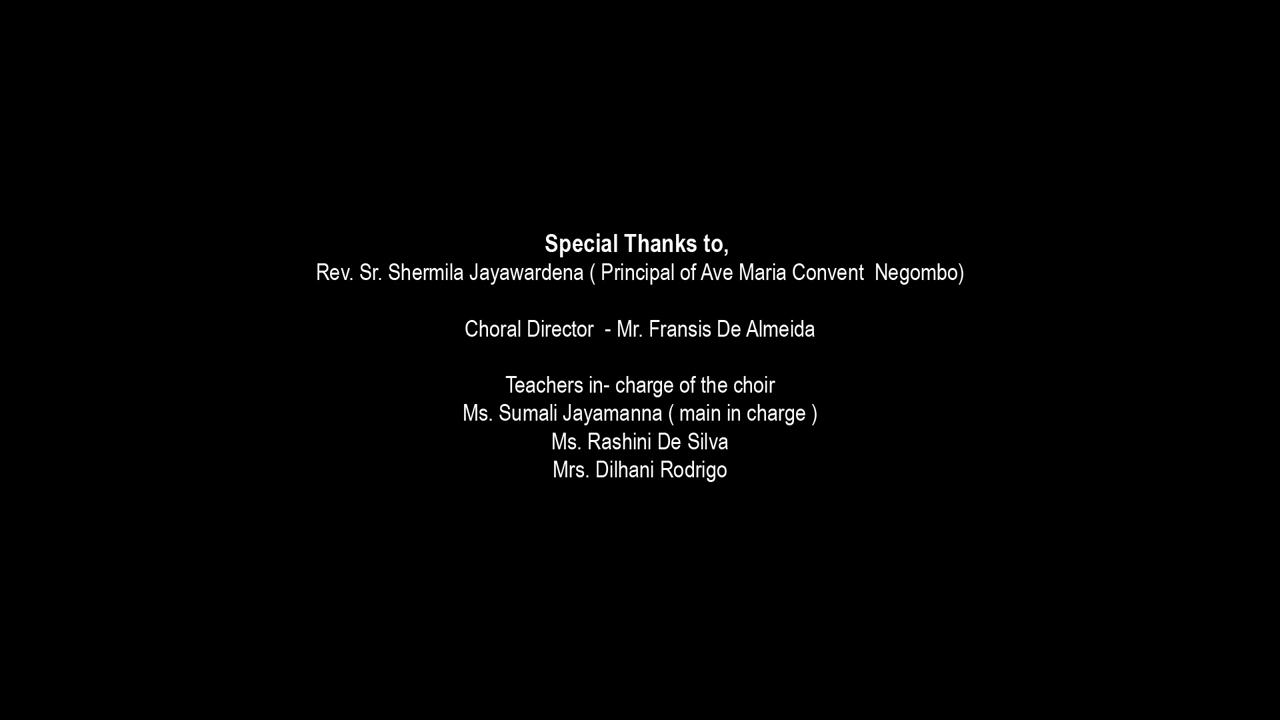 Special Thanks to,
Rev. Sr. Shermila Jayawardena ( Principal of Ave Maria Convent  Negombo)
Choral Director  - Mr. Fransis De Almeida
Teachers in- charge of the choir
Ms. Sumali Jayamanna ( main in charge )
Ms. Rashini De Silva
Mrs. Dilhani Rodrigo